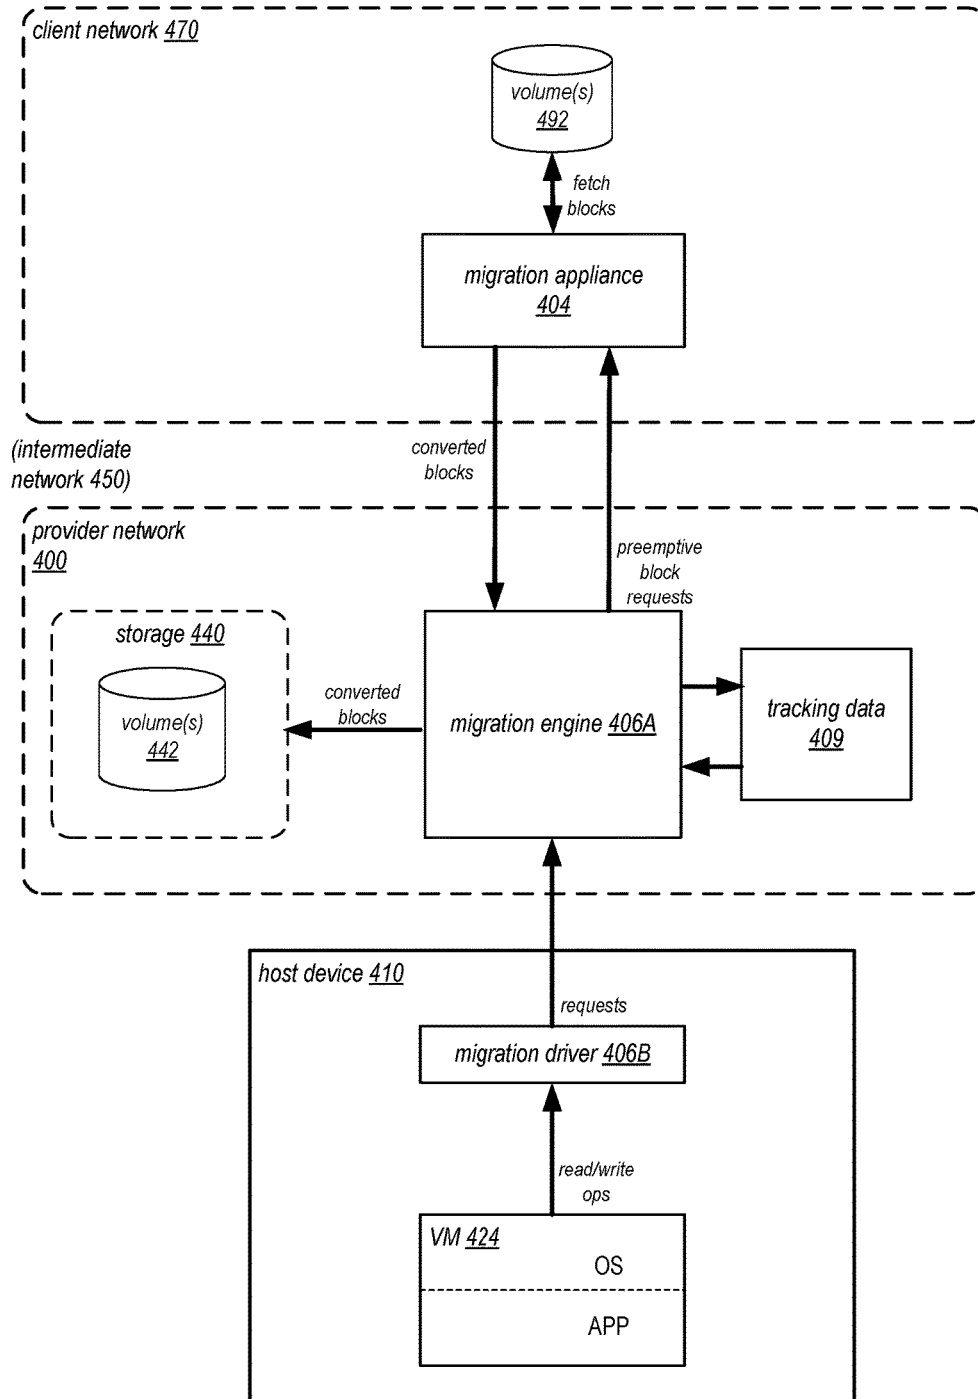 client network 470
volume(s)
492
fetch
blocks
migration appliance
404
(intermediate
network 450)
converted
blocks
provider network
400
preemptive
block
requests
storage 440
volume(s)
442
converted
blocks
migration engine 406A
tracking data
409
host device 410
requests
migration driver 406B
read/write
ops
VM 424
OS
APP